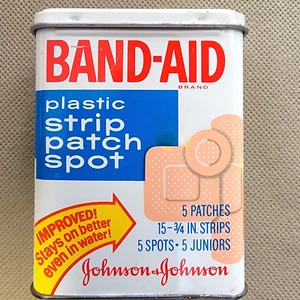 BAND-AID
BRAND
plastic
strip
patch
spot
5 PATCHES
15-3/4 IN. STRIPS
5 SPOTS • 5 JUNIORS
IMPROVED!
Stays on better
even in water!
Johnson & Johnson